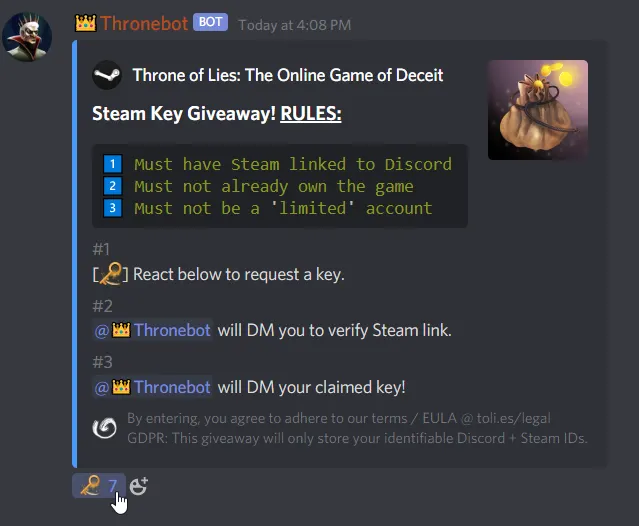 👑 Thronebot BOT Today at 4:08 PM
Throne of Lies: The Online Game of Deceit
Steam Key Giveaway! RULES:
1 Must have Steam linked to Discord
2 Must not already own the game
3 Must not be a 'limited' account
#1
[🔑] React below to request a key.
#2
@👑Thronebot will DM you to verify Steam link.
#3
@👑Thronebot will DM your claimed key!
By entering, you agree to adhere to our terms / EULA @ toli.es/legal
GDPR: This giveaway will only store your identifiable Discord + Steam IDs.
7